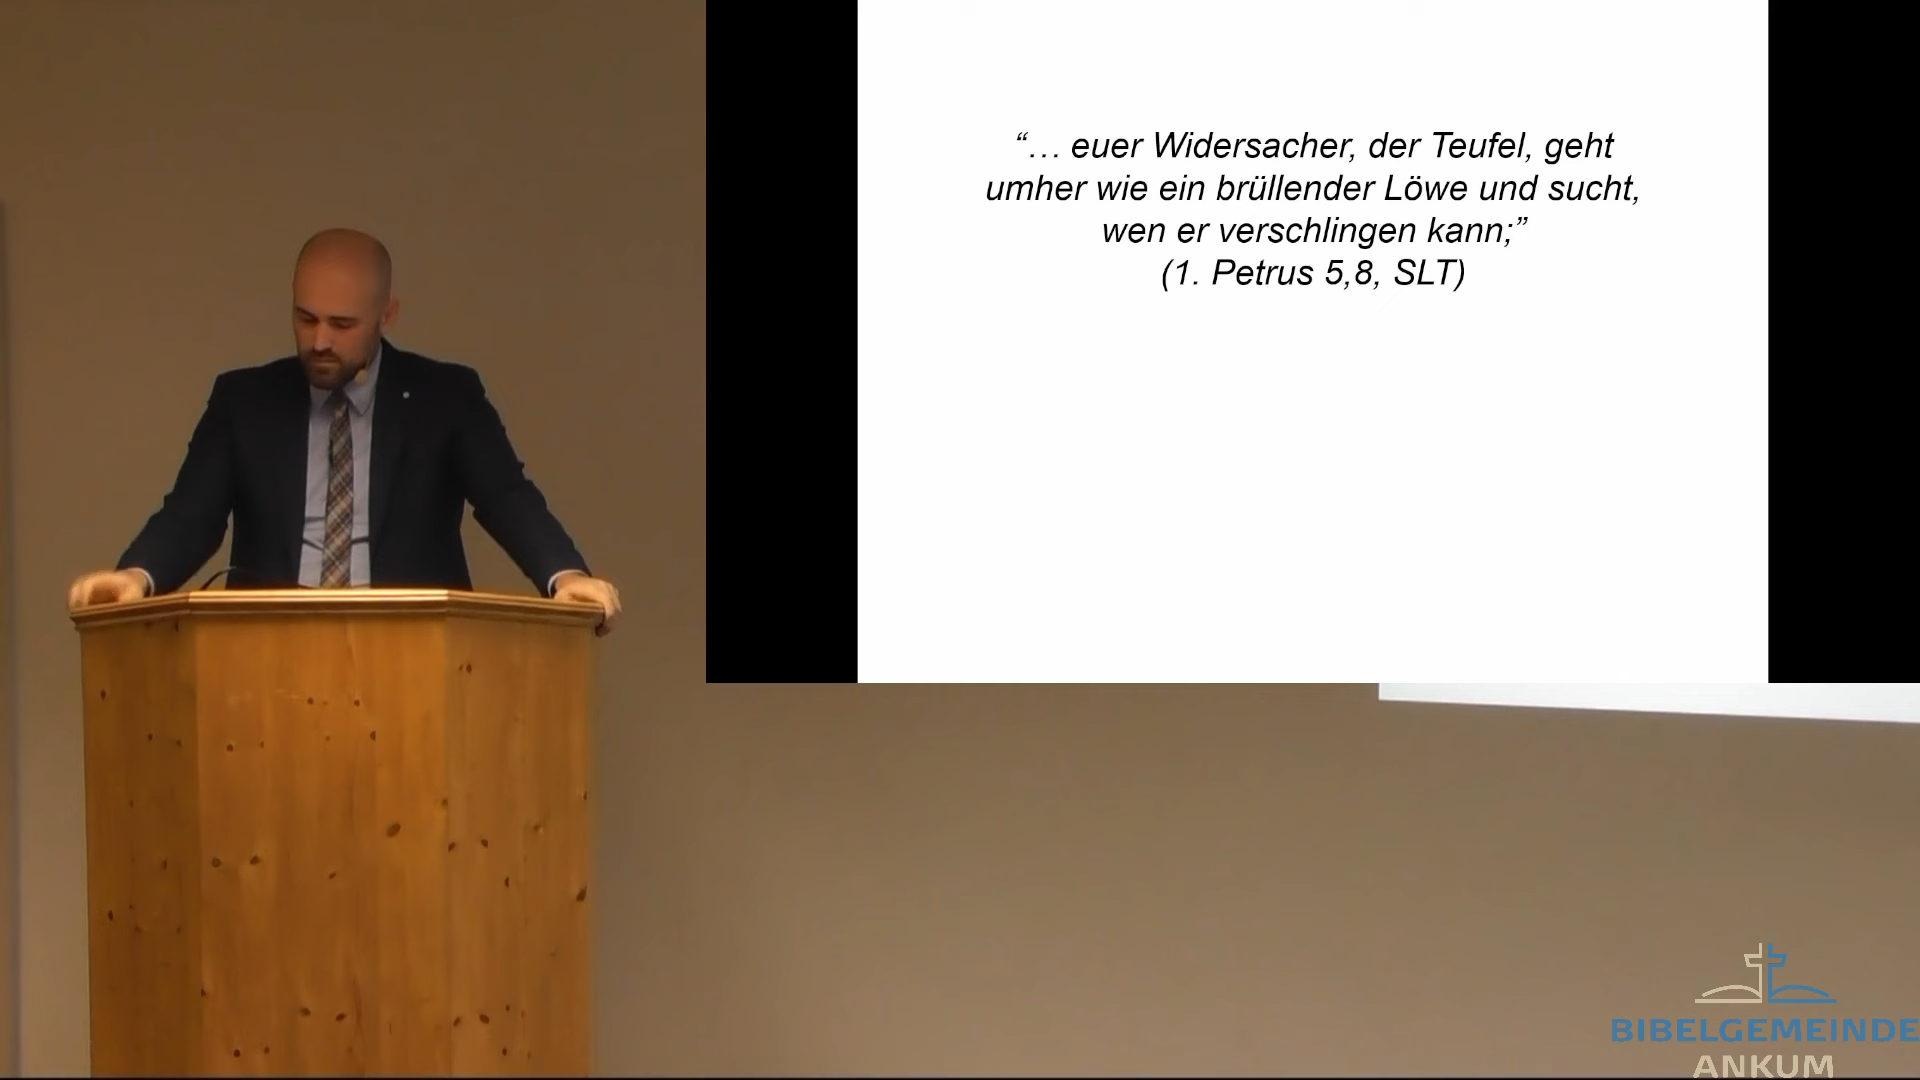 “… euer Widersacher, der Teufel, geht
umher wie ein brüllender Löwe und sucht,
wen er verschlingen kann;”
(1. Petrus 5,8, SLT)
BIBELGEMEINDE
ANKUM